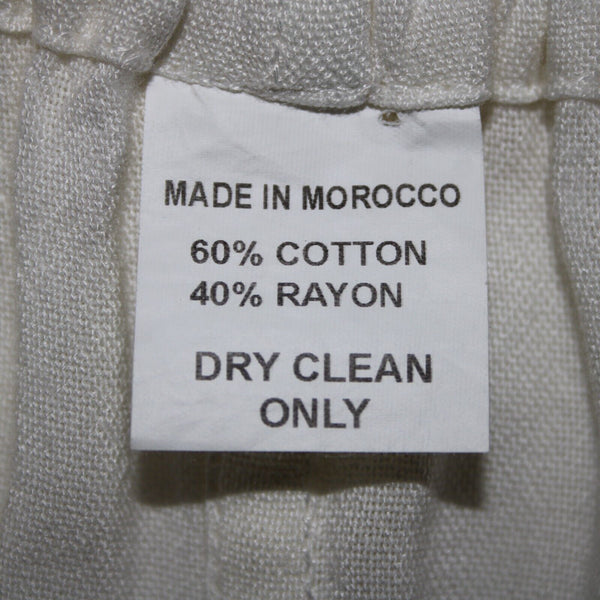 MADE IN MOROCCO
60% COTTON
40% RAYON
DRY CLEAN
ONLY